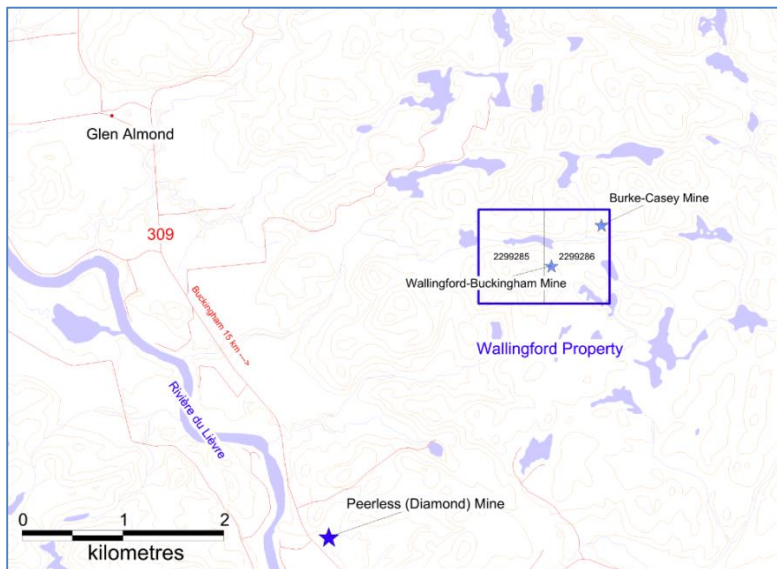 Glen Almond
309
Buckingham 15 km --->
Rivière du Lièvre
Burke-Casey Mine
2299285
2299286
Wallingford-Buckingham Mine
Wallingford Property
Peerless (Diamond) Mine
0 1 2
kilometres